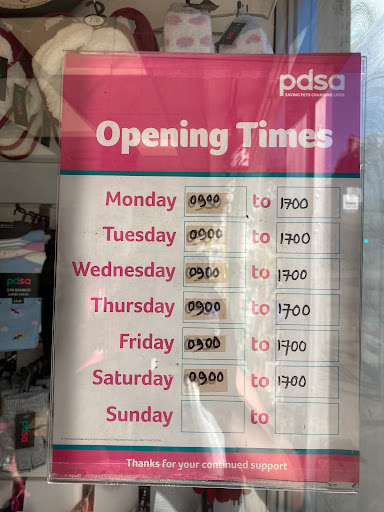 pdsa
SAVING PETS CHANGING LIVES
Opening Times
Monday 0900 to 1700
Tuesday 0900 to 1700
Wednesday 0900 to 1700
Thursday 0900 to 1700
Friday 0900 to 1700
Saturday 0900 to 1700
Sunday to
Thanks for your continued support
pdsa